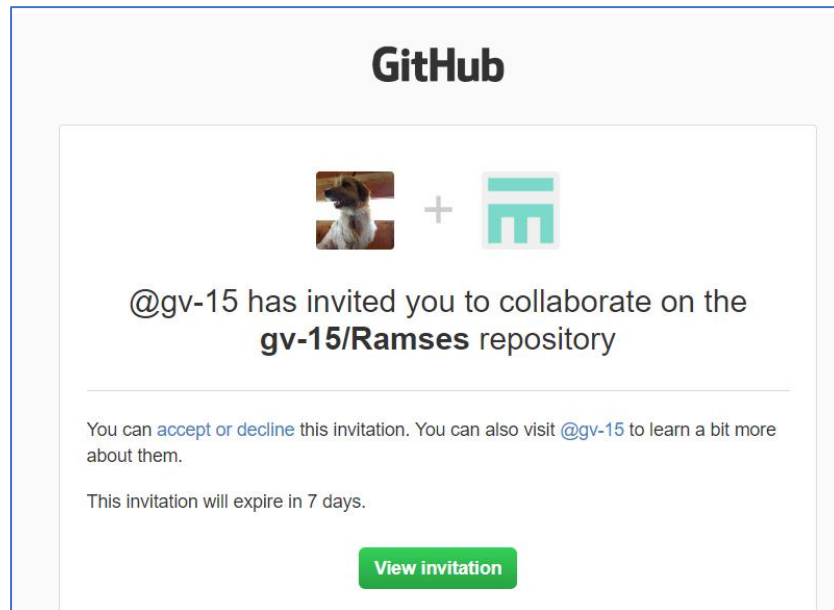 GitHub
@gv-15 has invited you to collaborate on the
gv-15/Ramses repository
You can accept or decline this invitation. You can also visit @gv-15 to learn a bit more
about them.
This invitation will expire in 7 days.
View invitation